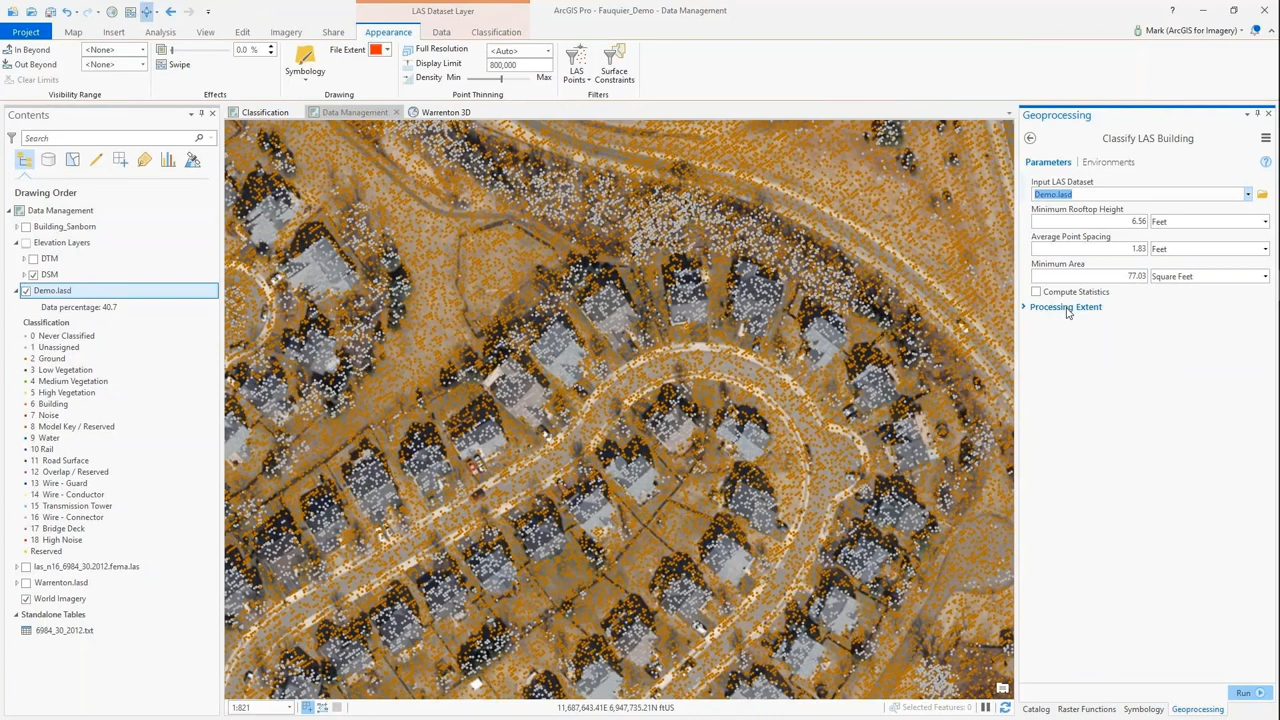 LAS Dataset Layer
ArcGIS Pro - Fauquier_Demo - Data Management
?
Project Map Insert Analysis View Edit Imagery Share Appearance Data Classification
Mark (ArcGIS for Imagery)
In Beyond <None>
Out Beyond <None>
Clear Limits
Visibility Range
0.0 %
Swipe
Effects
Symbology
File Extent
Drawing
Full Resolution <Auto>
Display Limit 800,000
Density Min Max
Point Thinning
LAS Points
Surface Constraints
Filters
Contents
Search
Drawing Order
Data Management
Building_Sanborn
Elevation Layers
DTM
DSM
Demo.lasd
Data percentage: 40.7
Classification
0 Never Classified
1 Unassigned
2 Ground
3 Low Vegetation
4 Medium Vegetation
5 High Vegetation
6 Building
7 Noise
8 Model Key / Reserved
9 Water
10 Rail
11 Road Surface
12 Overlap / Reserved
13 Wire - Guard
14 Wire - Conductor
15 Transmission Tower
16 Wire - Connector
17 Bridge Deck
18 High Noise
Reserved
las_n16_6984_30.2012.fema.las
Warrenton.lasd
World Imagery
Standalone Tables
6984_30_2012.txt
Classification Data Management Warrenton 3D
1:821
11,687,643.41E 6,947,735.21N ftUS
Selected Features: 0
Geoprocessing
Classify LAS Building
Parameters Environments
?
Input LAS Dataset
Demo.lasd
Minimum Rooftop Height
6.56 Feet
Average Point Spacing
1.83 Feet
Minimum Area
77.03 Square Feet
Compute Statistics
Processing Extent
Run
Catalog Raster Functions Symbology Geoprocessing